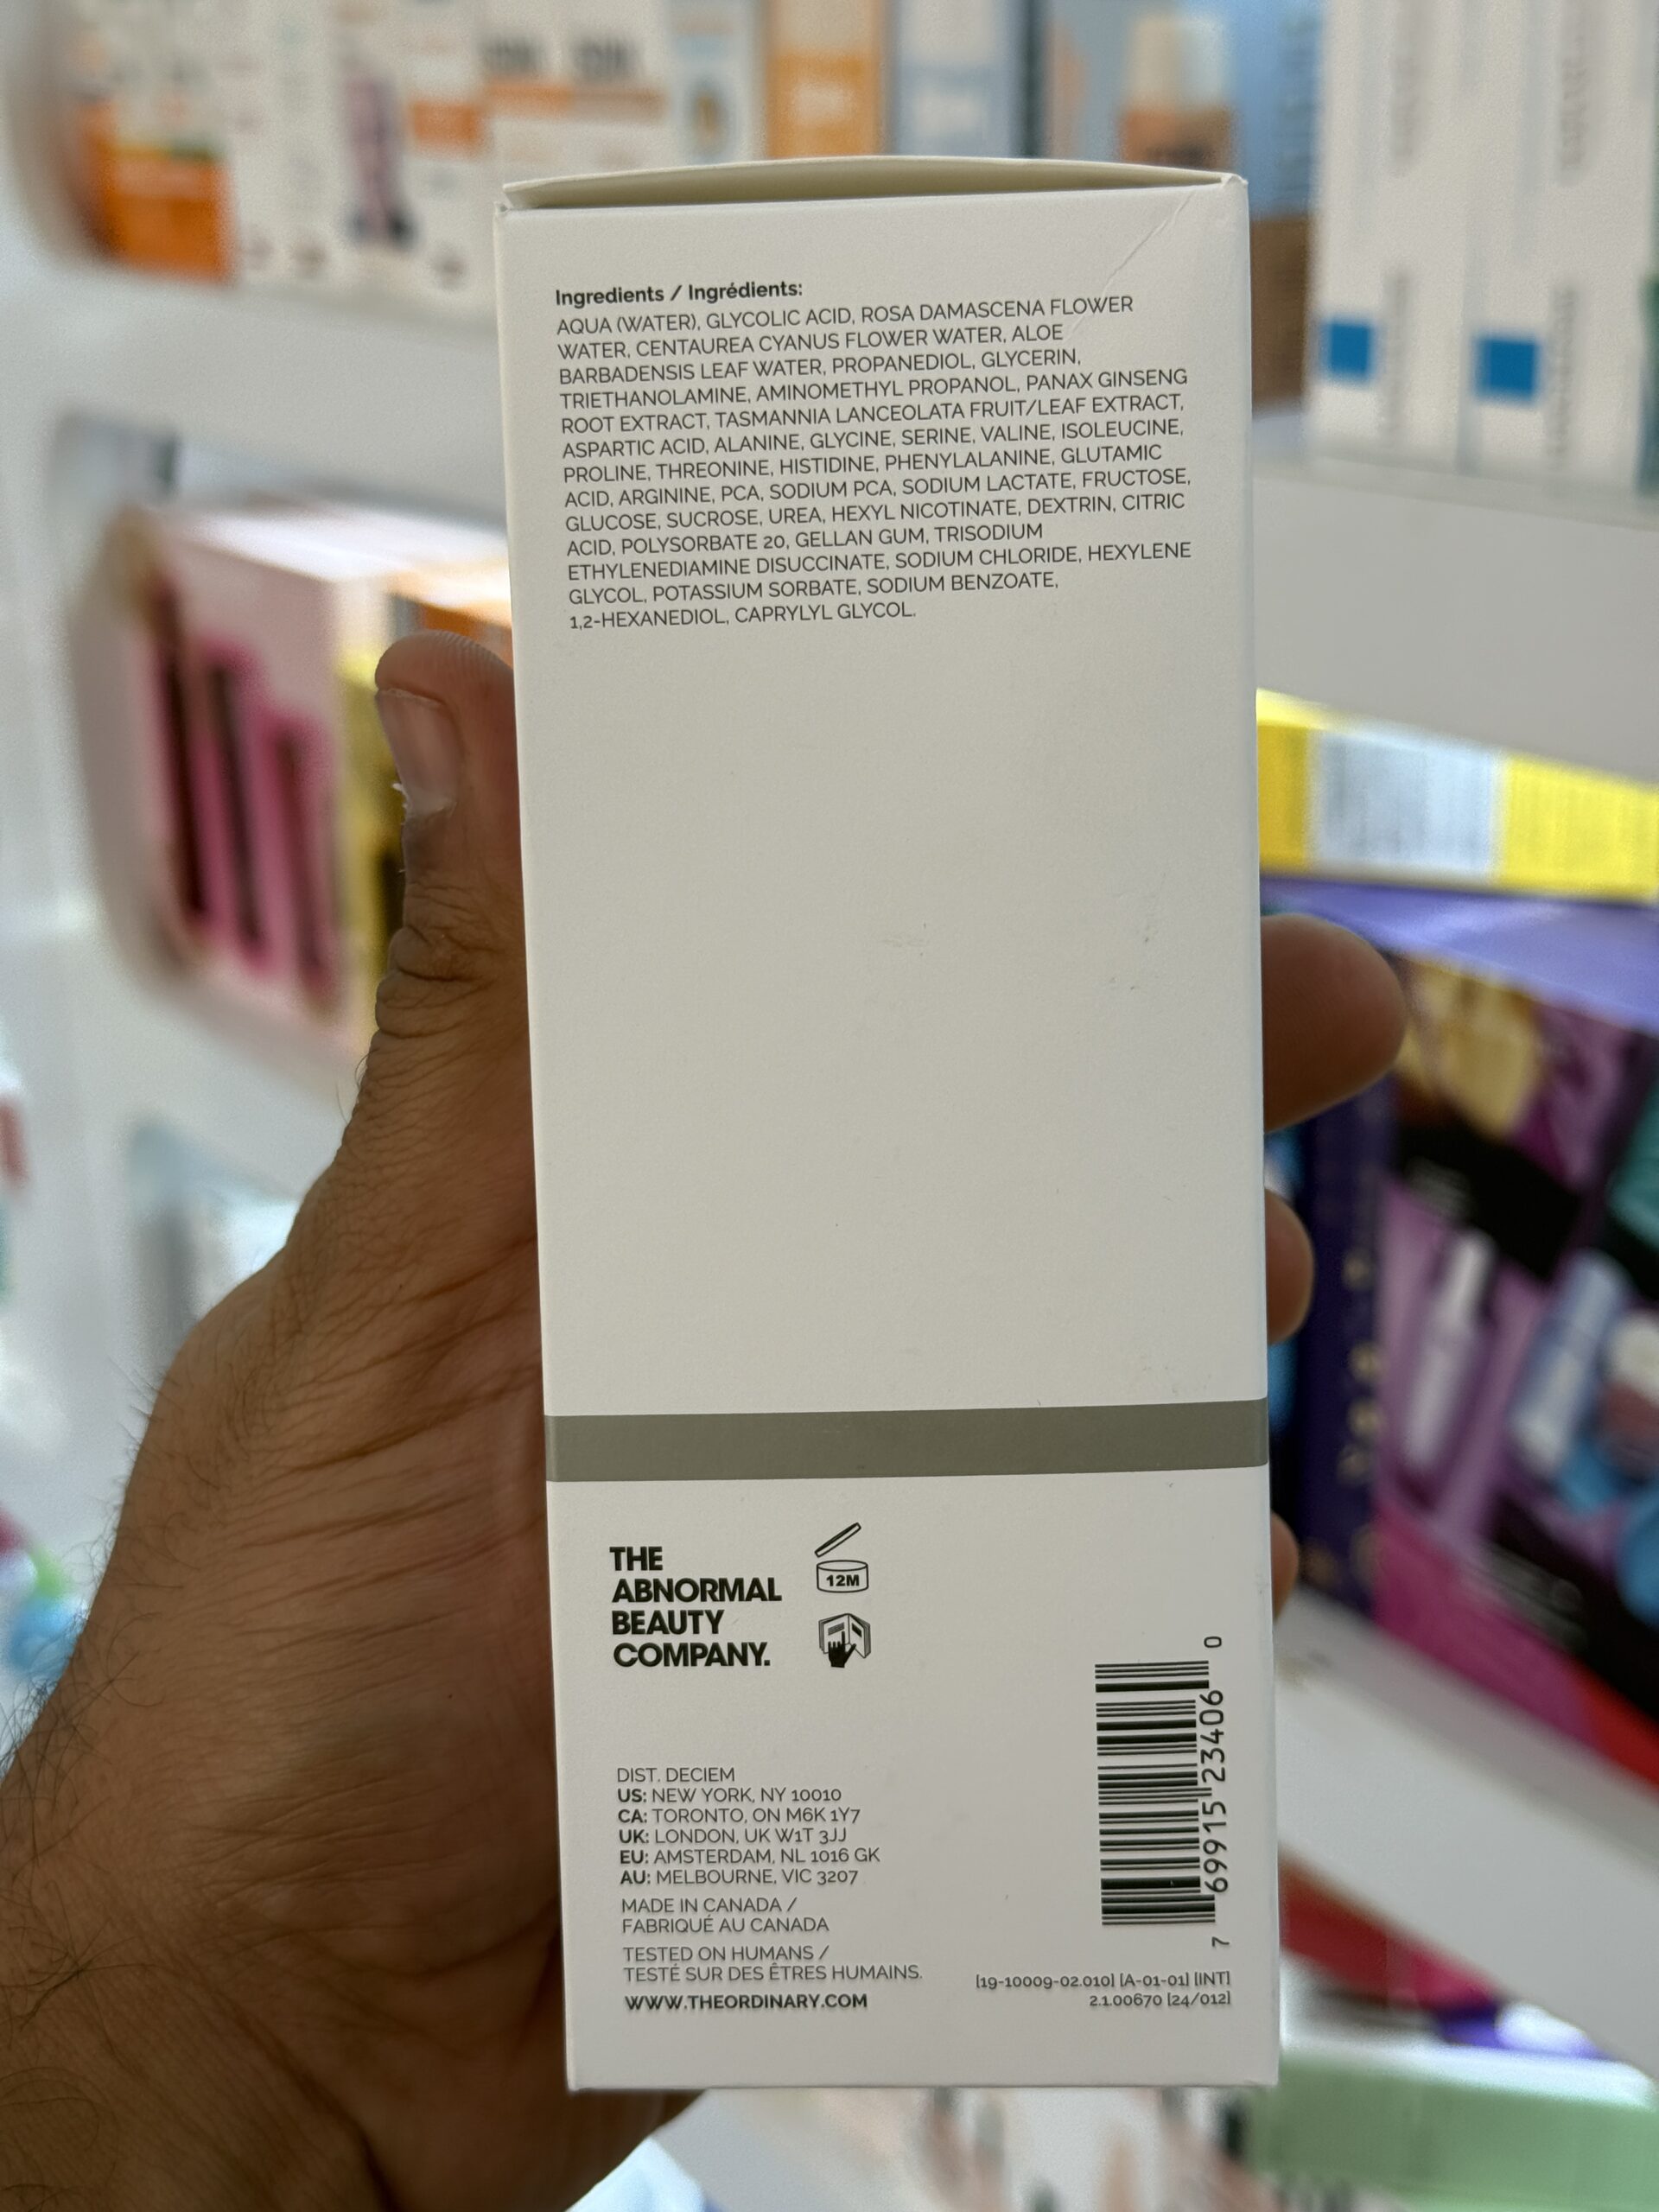 Ingredients / Ingrédients:
AQUA (WATER), GLYCOLIC ACID, ROSA DAMASCENA FLOWER
WATER, CENTAUREA CYANUS FLOWER WATER, ALOE
BARBADENSIS LEAF WATER, PROPANEDIOL, GLYCERIN,
TRIETHANOLAMINE, AMINOMETHYL PROPANOL, PANAX GINSENG
ROOT EXTRACT, TASMANNIA LANCEOLATA FRUIT/LEAF EXTRACT,
ASPARTIC ACID, ALANINE, GLYCINE, SERINE, VALINE, ISOLEUCINE,
PROLINE, THREONINE, HISTIDINE, PHENYLALANINE, GLUTAMIC
ACID, ARGININE, PCA, SODIUM PCA, SODIUM LACTATE, FRUCTOSE,
GLUCOSE, SUCROSE, UREA, HEXYL NICOTINATE, DEXTRIN, CITRIC
ACID, POLYSORBATE 20, GELLAN GUM, TRISODIUM
ETHYLENEDIAMINE DISUCCINATE, SODIUM CHLORIDE, HEXYLENE
GLYCOL, POTASSIUM SORBATE, SODIUM BENZOATE,
1,2-HEXANEDIOL, CAPRYLYL GLYCOL.
THE
ABNORMAL
BEAUTY
COMPANY.
12M
DIST. DECIEM
US: NEW YORK, NY 10010
CA: TORONTO, ON M6K 1Y7
UK: LONDON, UK W1T 3JJ
EU: AMSTERDAM, NL 1016 GK
AU: MELBOURNE, VIC 3207
MADE IN CANADA /
FABRIQUÉ AU CANADA
TESTED ON HUMANS /
TESTÉ SUR DES ÊTRES HUMAINS.
WWW.THEORDINARY.COM
7 69915 23406 0
[19-10009-02.010] [A-01-01] [INT]
2.1.00670 [24/012]